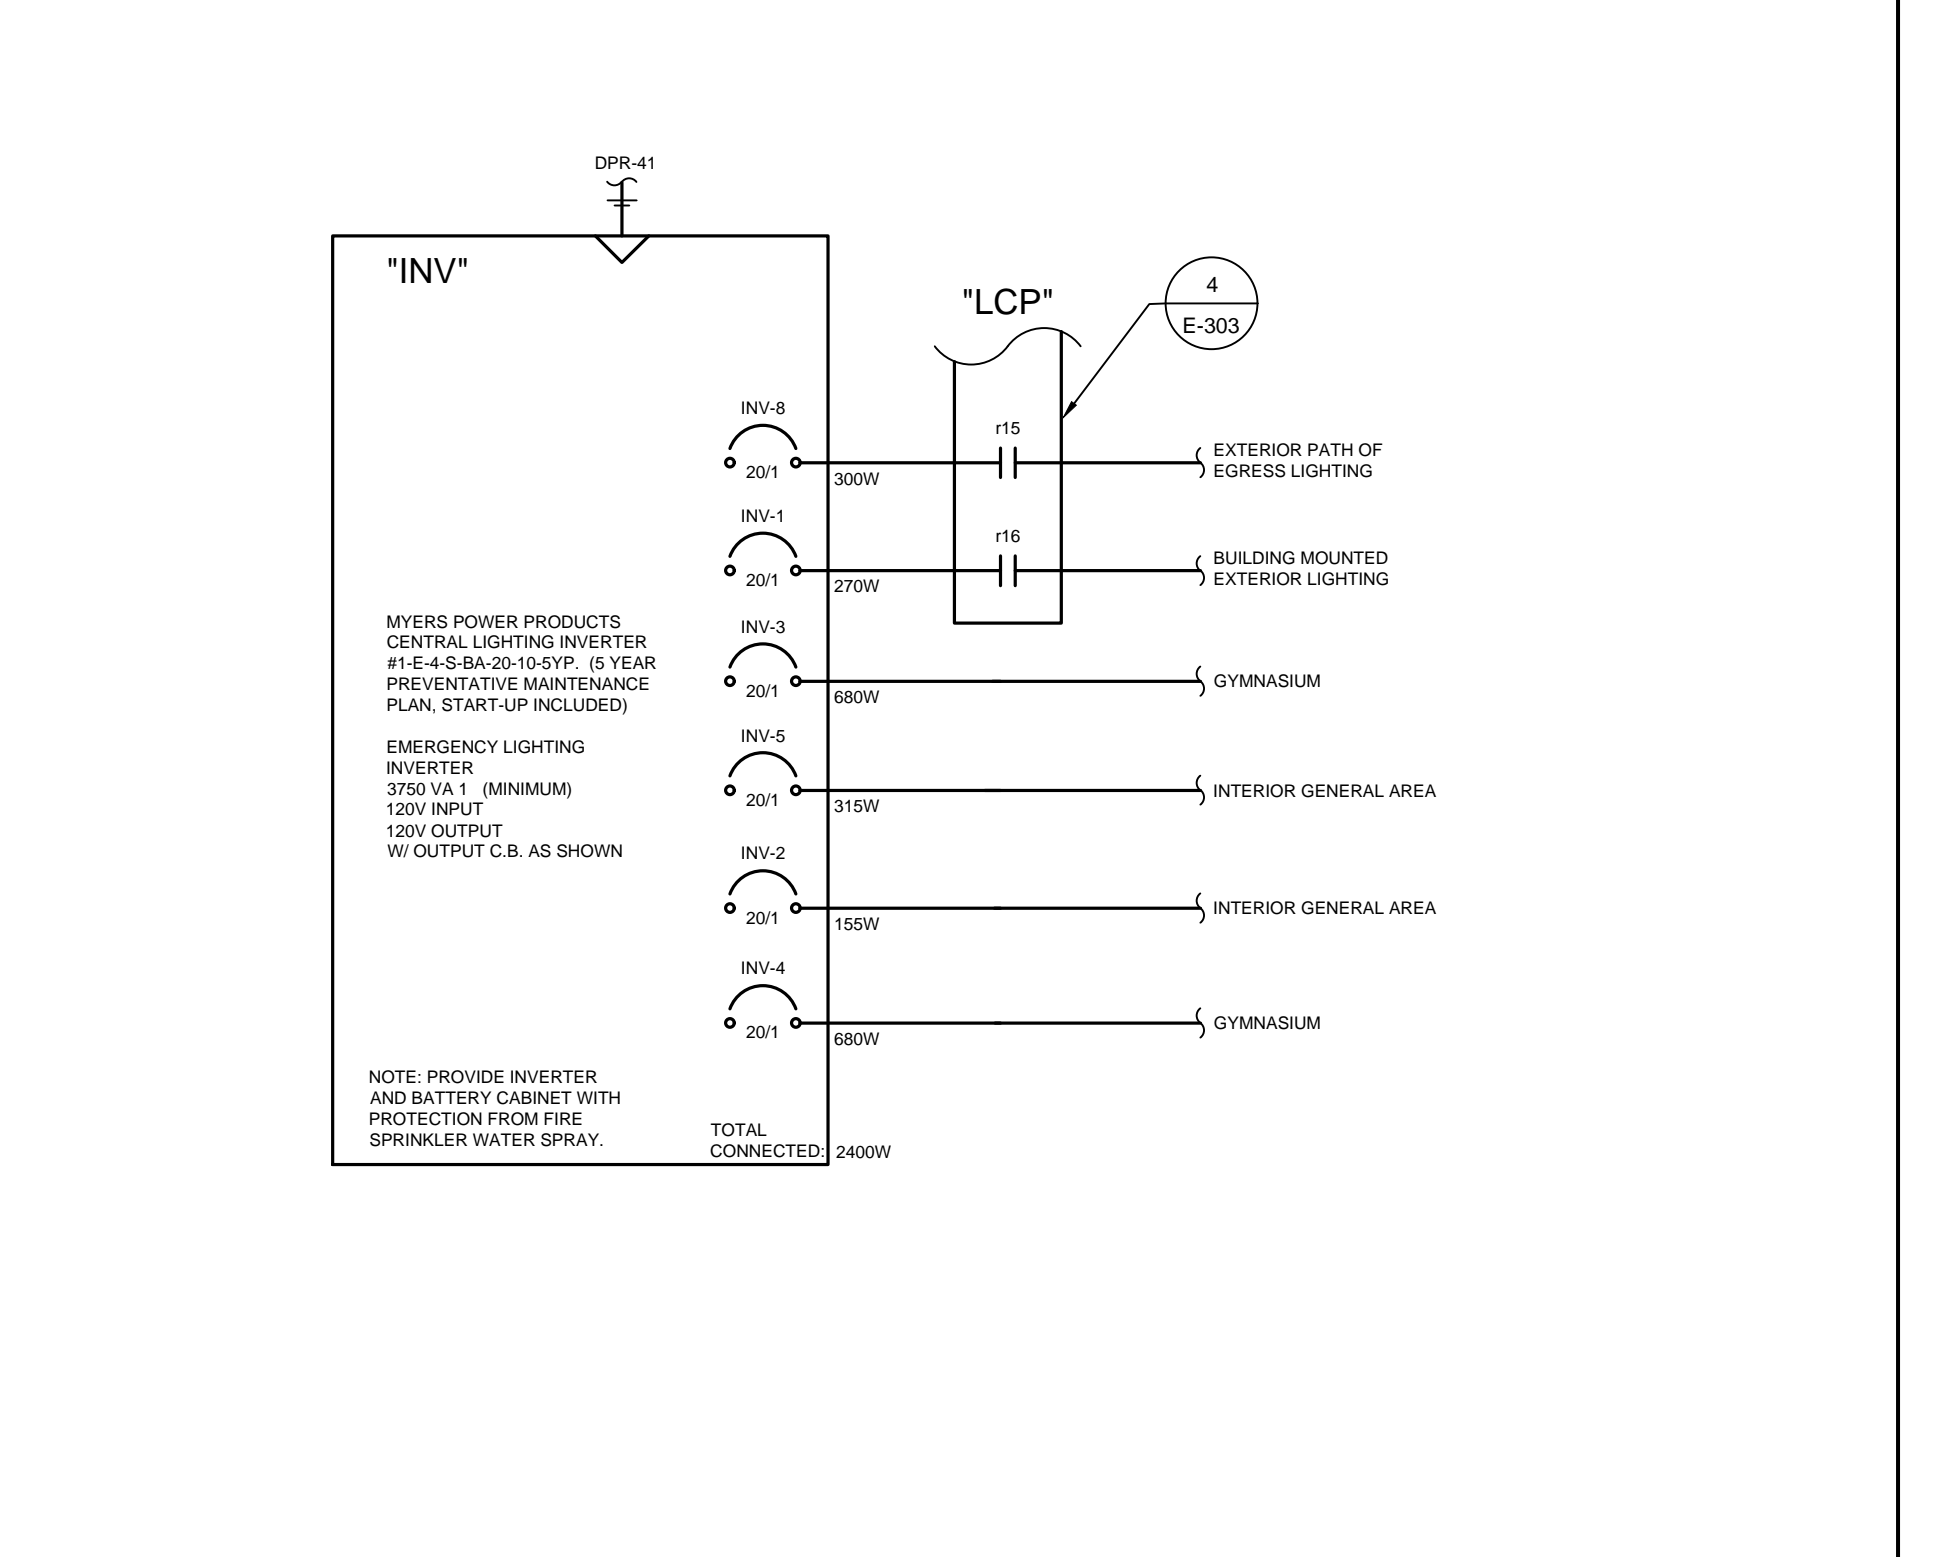 DPR-41
"INV"
"LCP"
4
E-303
INV-8
20/1
300W
r15
EXTERIOR PATH OF
EGRESS LIGHTING
INV-1
20/1
270W
r16
BUILDING MOUNTED
EXTERIOR LIGHTING
MYERS POWER PRODUCTS
CENTRAL LIGHTING INVERTER
#1-E-4-S-BA-20-10-5YP.  (5 YEAR
PREVENTATIVE MAINTENANCE
PLAN, START-UP INCLUDED)
EMERGENCY LIGHTING
INVERTER
3750 VA 1   (MINIMUM)
120V INPUT
120V OUTPUT
W/ OUTPUT C.B. AS SHOWN
INV-3
20/1
680W
GYMNASIUM
INV-5
20/1
315W
INTERIOR GENERAL AREA
INV-2
20/1
155W
INTERIOR GENERAL AREA
INV-4
20/1
680W
GYMNASIUM
NOTE: PROVIDE INVERTER
AND BATTERY CABINET WITH
PROTECTION FROM FIRE
SPRINKLER WATER SPRAY.
TOTAL
CONNECTED: 2400W